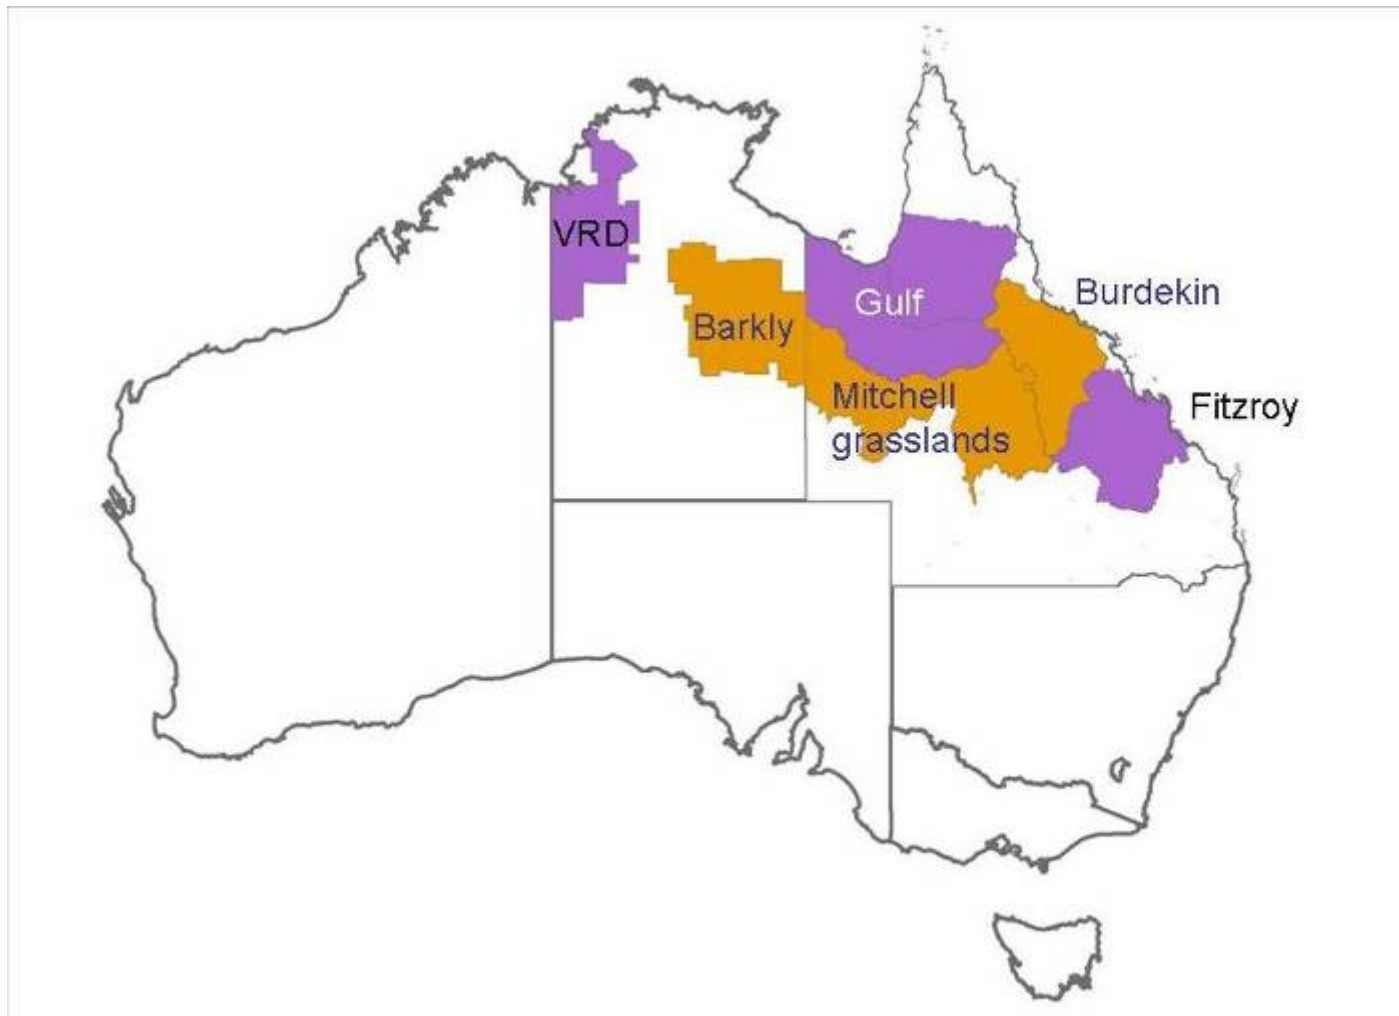 VRD
Gulf
Burdekin
Barkly
Mitchell
grasslands
Fitzroy